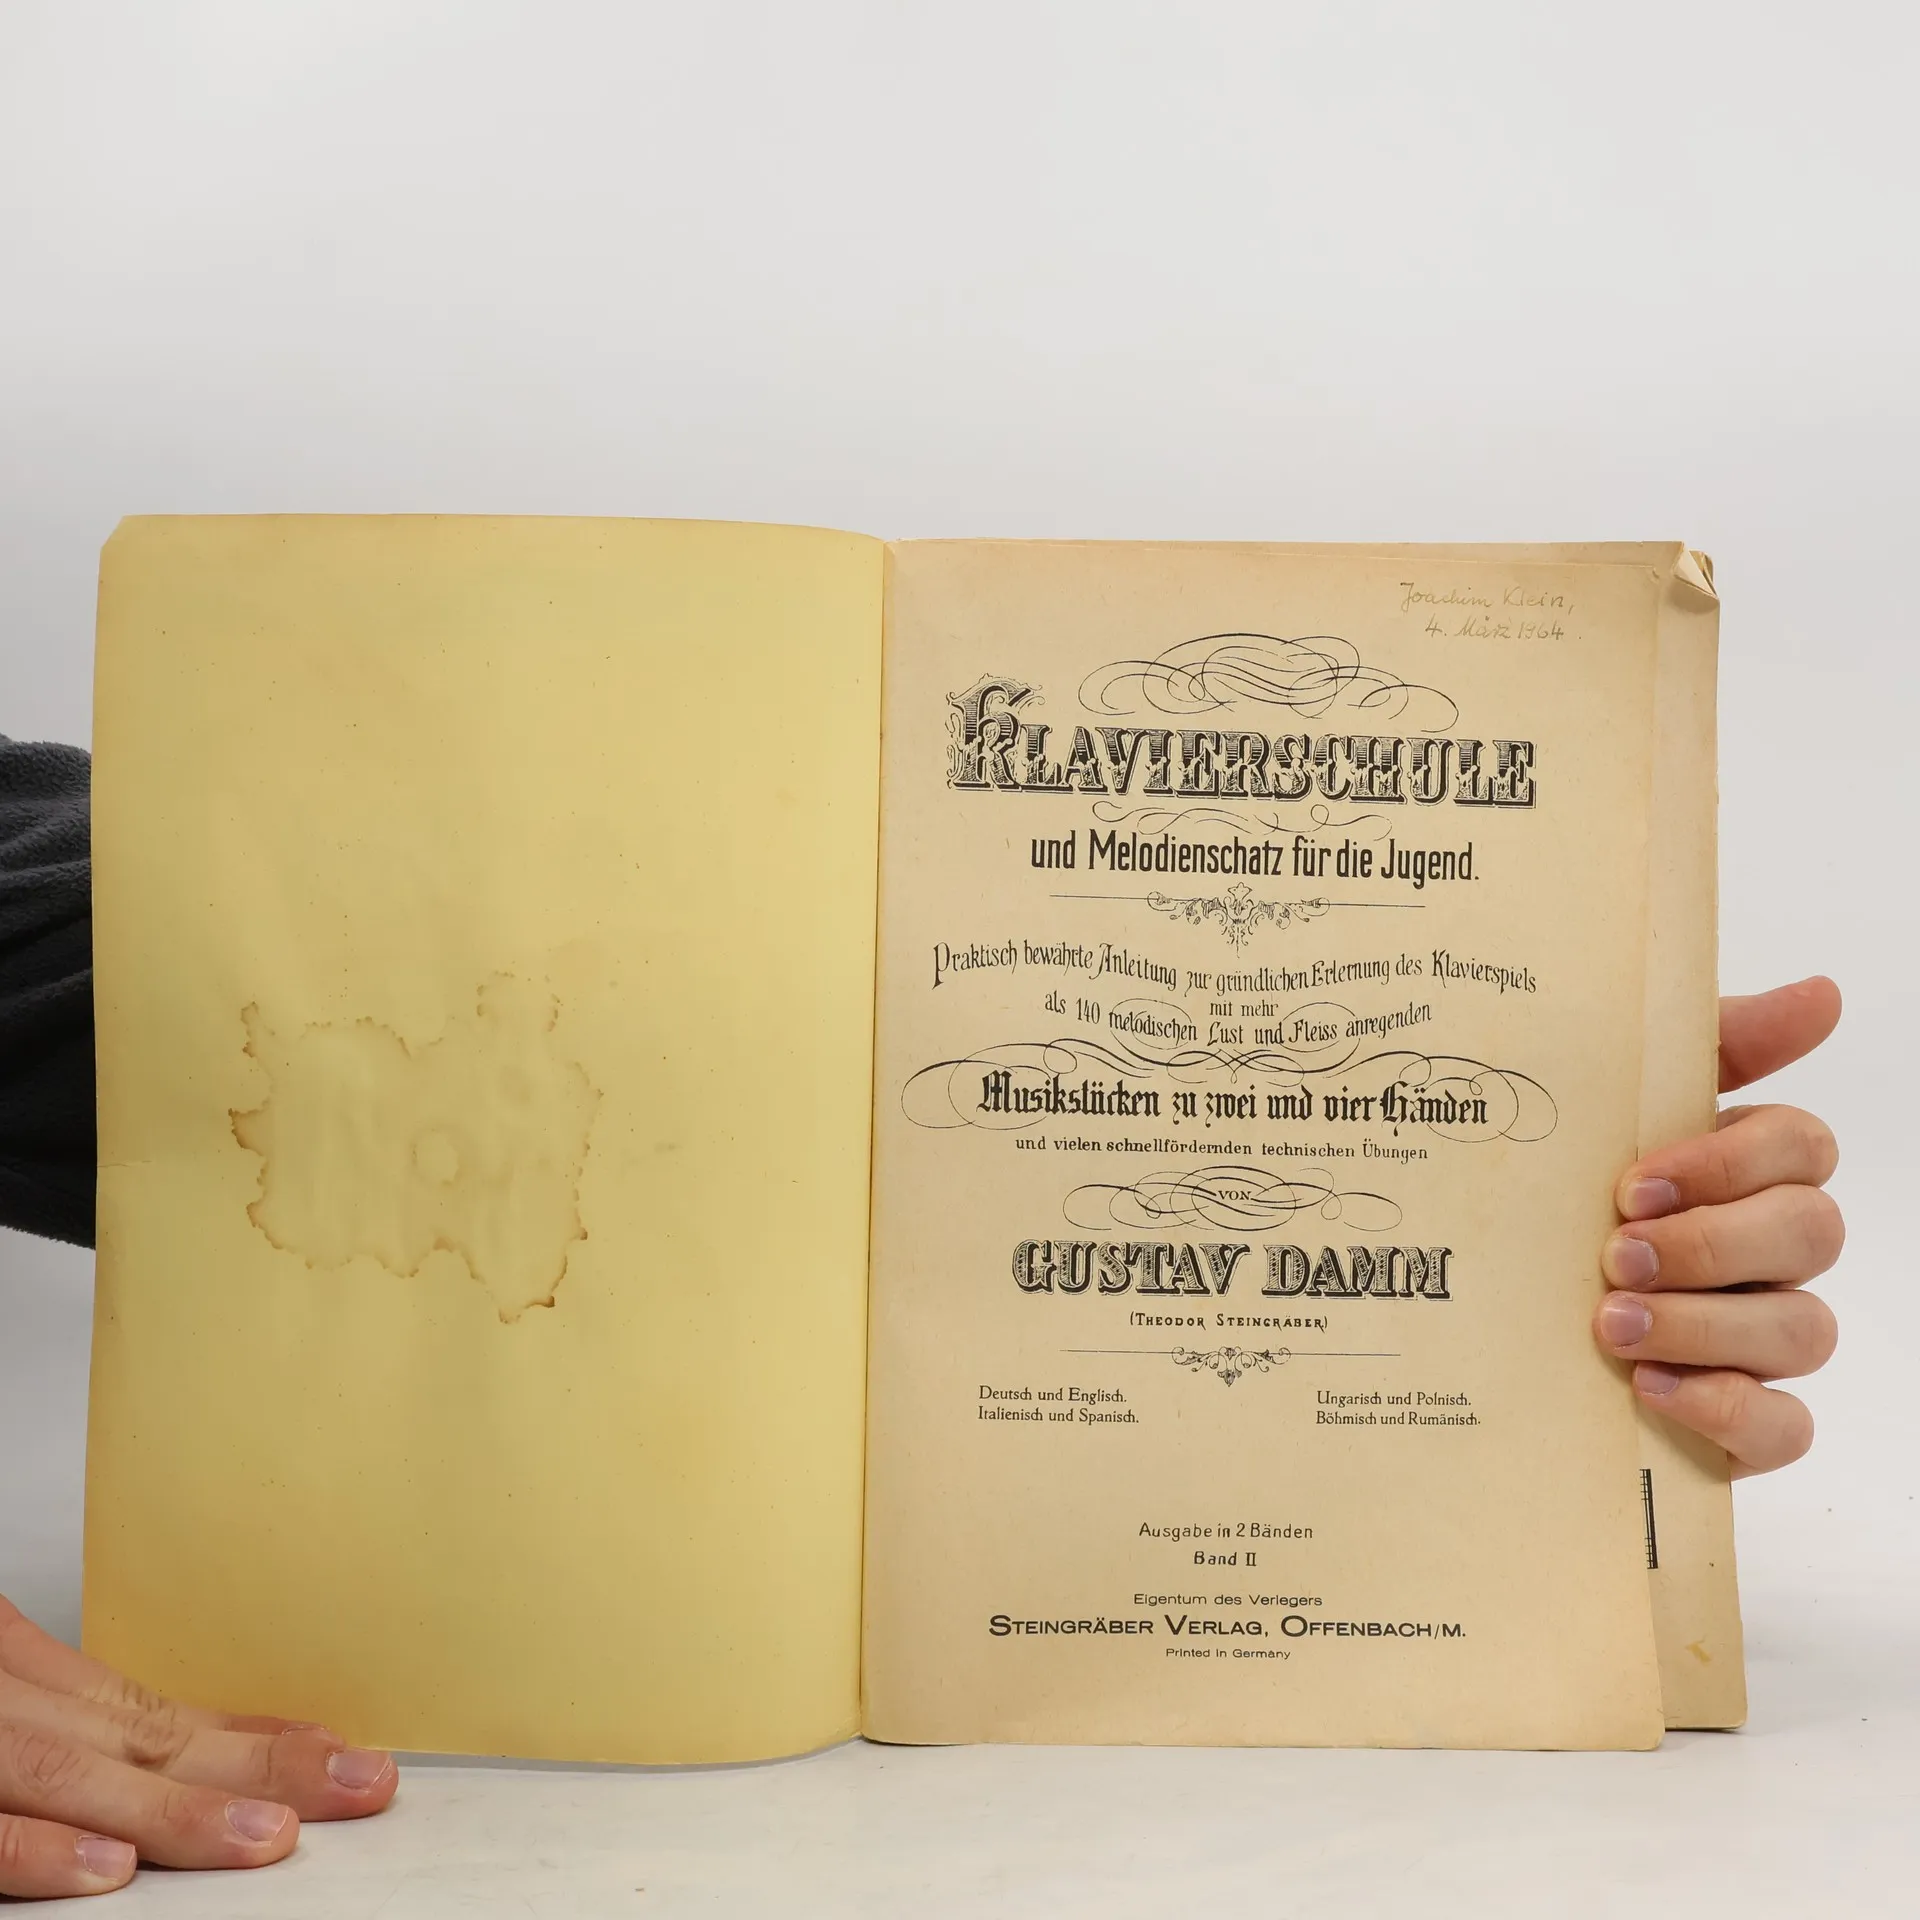 Joachim Klein,
4. März 1964.
KLAVIERSCHULE
und Melodienschatz für die Jugend.
Praktisch bewährte Anleitung zur gründlichen Erlernung des Klavierspiels
mit mehr
als 140 melodischen Lust und Fleiss anregenden
Musikstücken zu zwei und vier Händen
und vielen schnellfördernden technischen Übungen
VON
GUSTAV DAMM
(THEODOR STEINGRÄBER)
Deutsch und Englisch.
Italienisch und Spanisch.
Ungarisch und Polnisch.
Böhmisch und Rumänisch.
Ausgabe in 2 Bänden
Band II
Eigentum des Verlegers
STEINGRÄBER VERLAG, OFFENBACH/M.
Printed in Germany